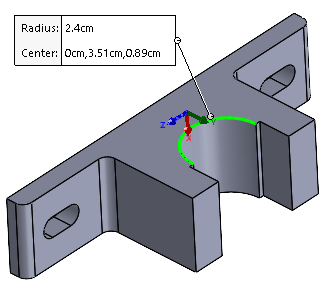 Radius: 2.4cm
Center: 0cm,3.51cm,0.89cm
Z
X